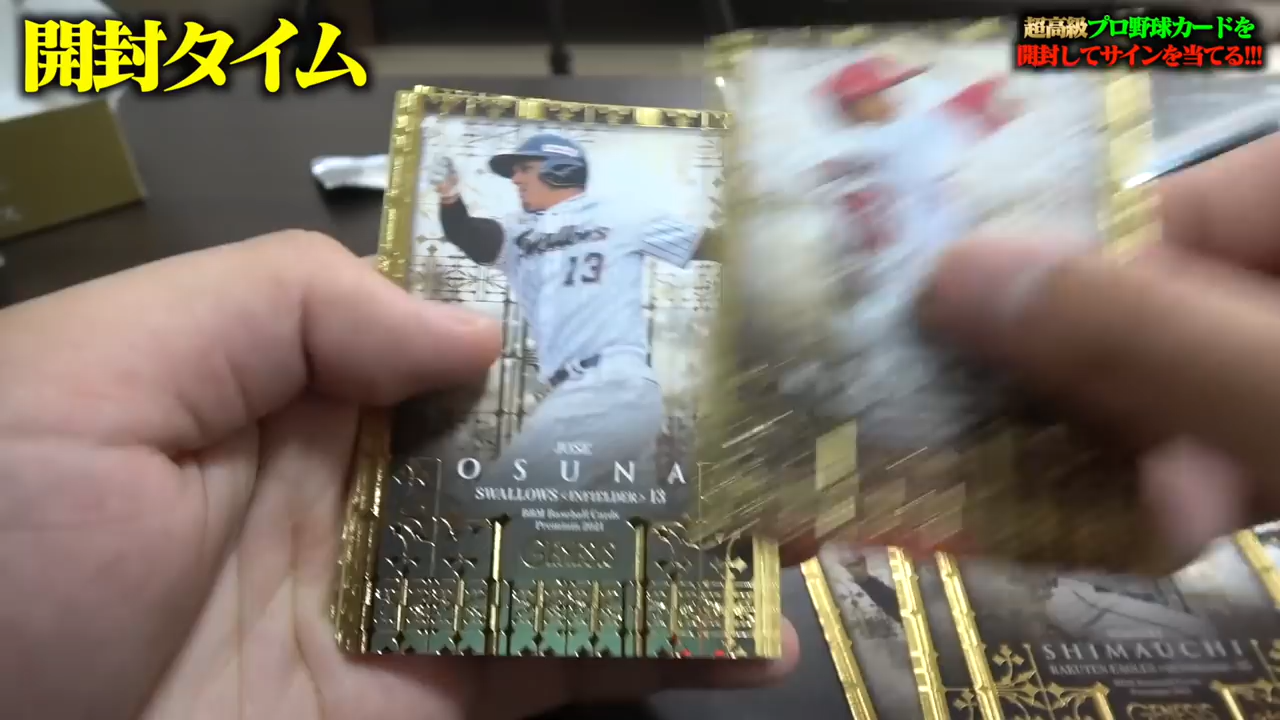 開封タイム
超高級プロ野球カードを
開封してサインを当てる!!!
Swallows
13
JOSE
OSUNA
SWALLOWS <INFIELDER> 13
BBM Baseball Cards
Premium 2021
GENESIS
SHIMAUCHI
RAKUTEN EAGLES
GENESIS